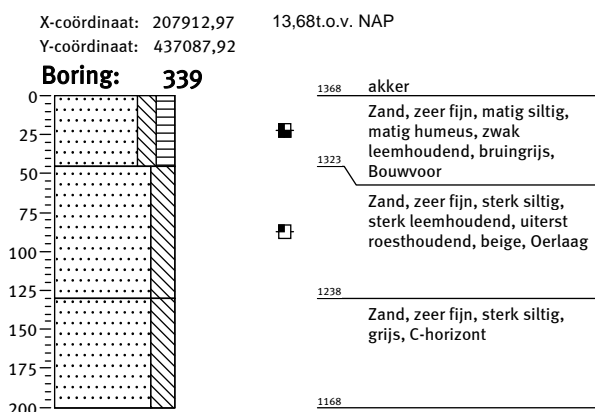 X-coördinaat: 207912,97 13,68t.o.v. NAP
Y-coördinaat: 437087,92
Boring: 339
0
25
50
75
100
125
150
175
200
1368 akker
Zand, zeer fijn, matig siltig,
matig humeus, zwak
leemhoudend, bruingrijs,
Bouwvoor
1323
Zand, zeer fijn, sterk siltig,
sterk leemhoudend, uiterst
roesthoudend, beige, Oerlaag
1238
Zand, zeer fijn, sterk siltig,
grijs, C-horizont
1168